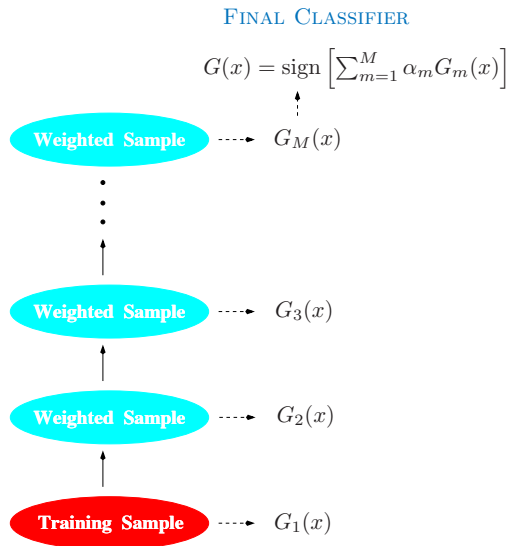 FINAL CLASSIFIER
G(x) = sign [∑_{m=1}^{M} α_m G_m(x)]
Weighted Sample G_M(x)
Weighted Sample G_3(x)
Weighted Sample G_2(x)
Training Sample G_1(x)